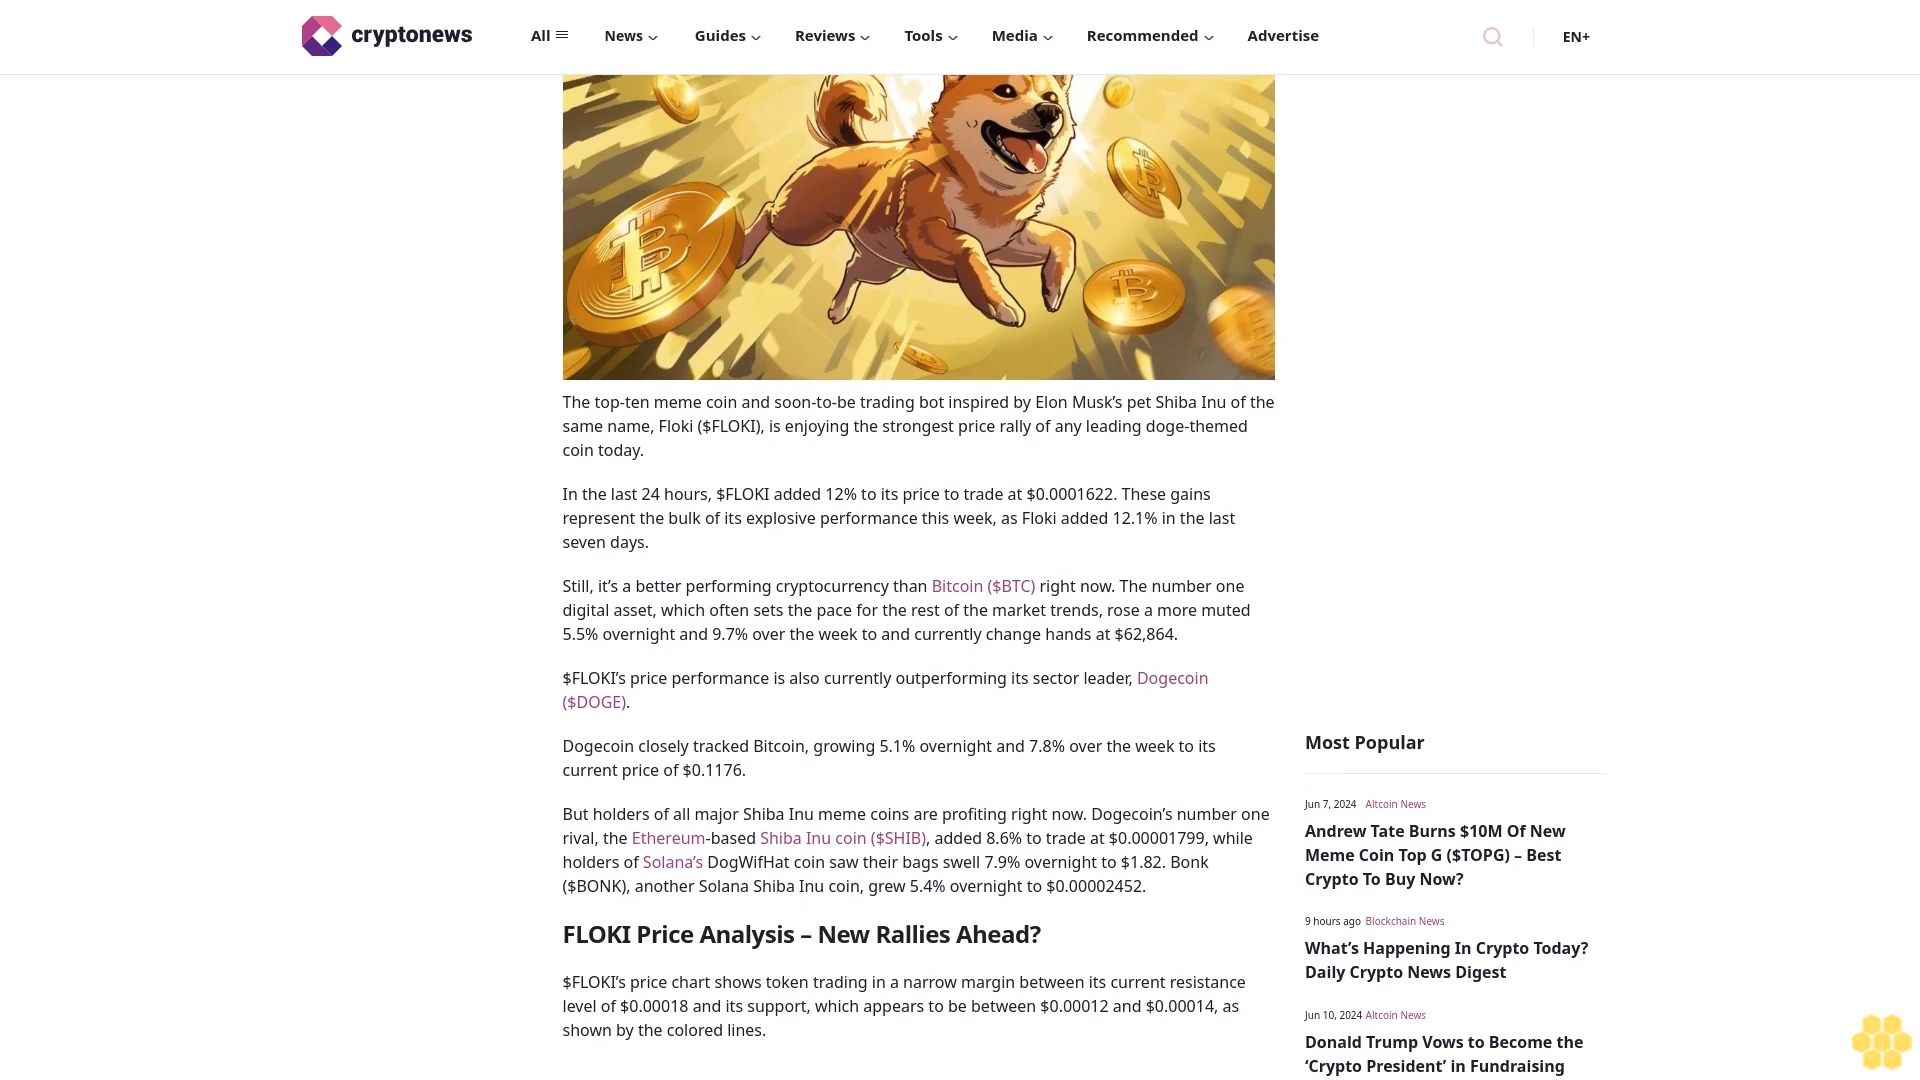 cryptonews
All
News
Guides
Reviews
Tools
Media
Recommended
Advertise
EN+
The top-ten meme coin and soon-to-be trading bot inspired by Elon Musk’s pet Shiba Inu of the
same name, Floki ($FLOKI), is enjoying the strongest price rally of any leading doge-themed
coin today.
In the last 24 hours, $FLOKI added 12% to its price to trade at $0.0001622. These gains
represent the bulk of its explosive performance this week, as Floki added 12.1% in the last
seven days.
Still, it’s a better performing cryptocurrency than Bitcoin ($BTC) right now. The number one
digital asset, which often sets the pace for the rest of the market trends, rose a more muted
5.5% overnight and 9.7% over the week to and currently change hands at $62,864.
$FLOKI’s price performance is also currently outperforming its sector leader, Dogecoin
($DOGE).
Dogecoin closely tracked Bitcoin, growing 5.1% overnight and 7.8% over the week to its
current price of $0.1176.
But holders of all major Shiba Inu meme coins are profiting right now. Dogecoin’s number one
rival, the Ethereum-based Shiba Inu coin ($SHIB), added 8.6% to trade at $0.00001799, while
holders of Solana’s DogWifHat coin saw their bags swell 7.9% overnight to $1.82. Bonk
($BONK), another Solana Shiba Inu coin, grew 5.4% overnight to $0.00002452.
FLOKI Price Analysis – New Rallies Ahead?
$FLOKI’s price chart shows token trading in a narrow margin between its current resistance
level of $0.00018 and its support, which appears to be between $0.00012 and $0.00014, as
shown by the colored lines.
Most Popular
Jun 7, 2024 Altcoin News
Andrew Tate Burns $10M Of New
Meme Coin Top G ($TOPG) – Best
Crypto To Buy Now?
9 hours ago Blockchain News
What’s Happening In Crypto Today?
Daily Crypto News Digest
Jun 10, 2024 Altcoin News
Donald Trump Vows to Become the
‘Crypto President’ in Fundraising